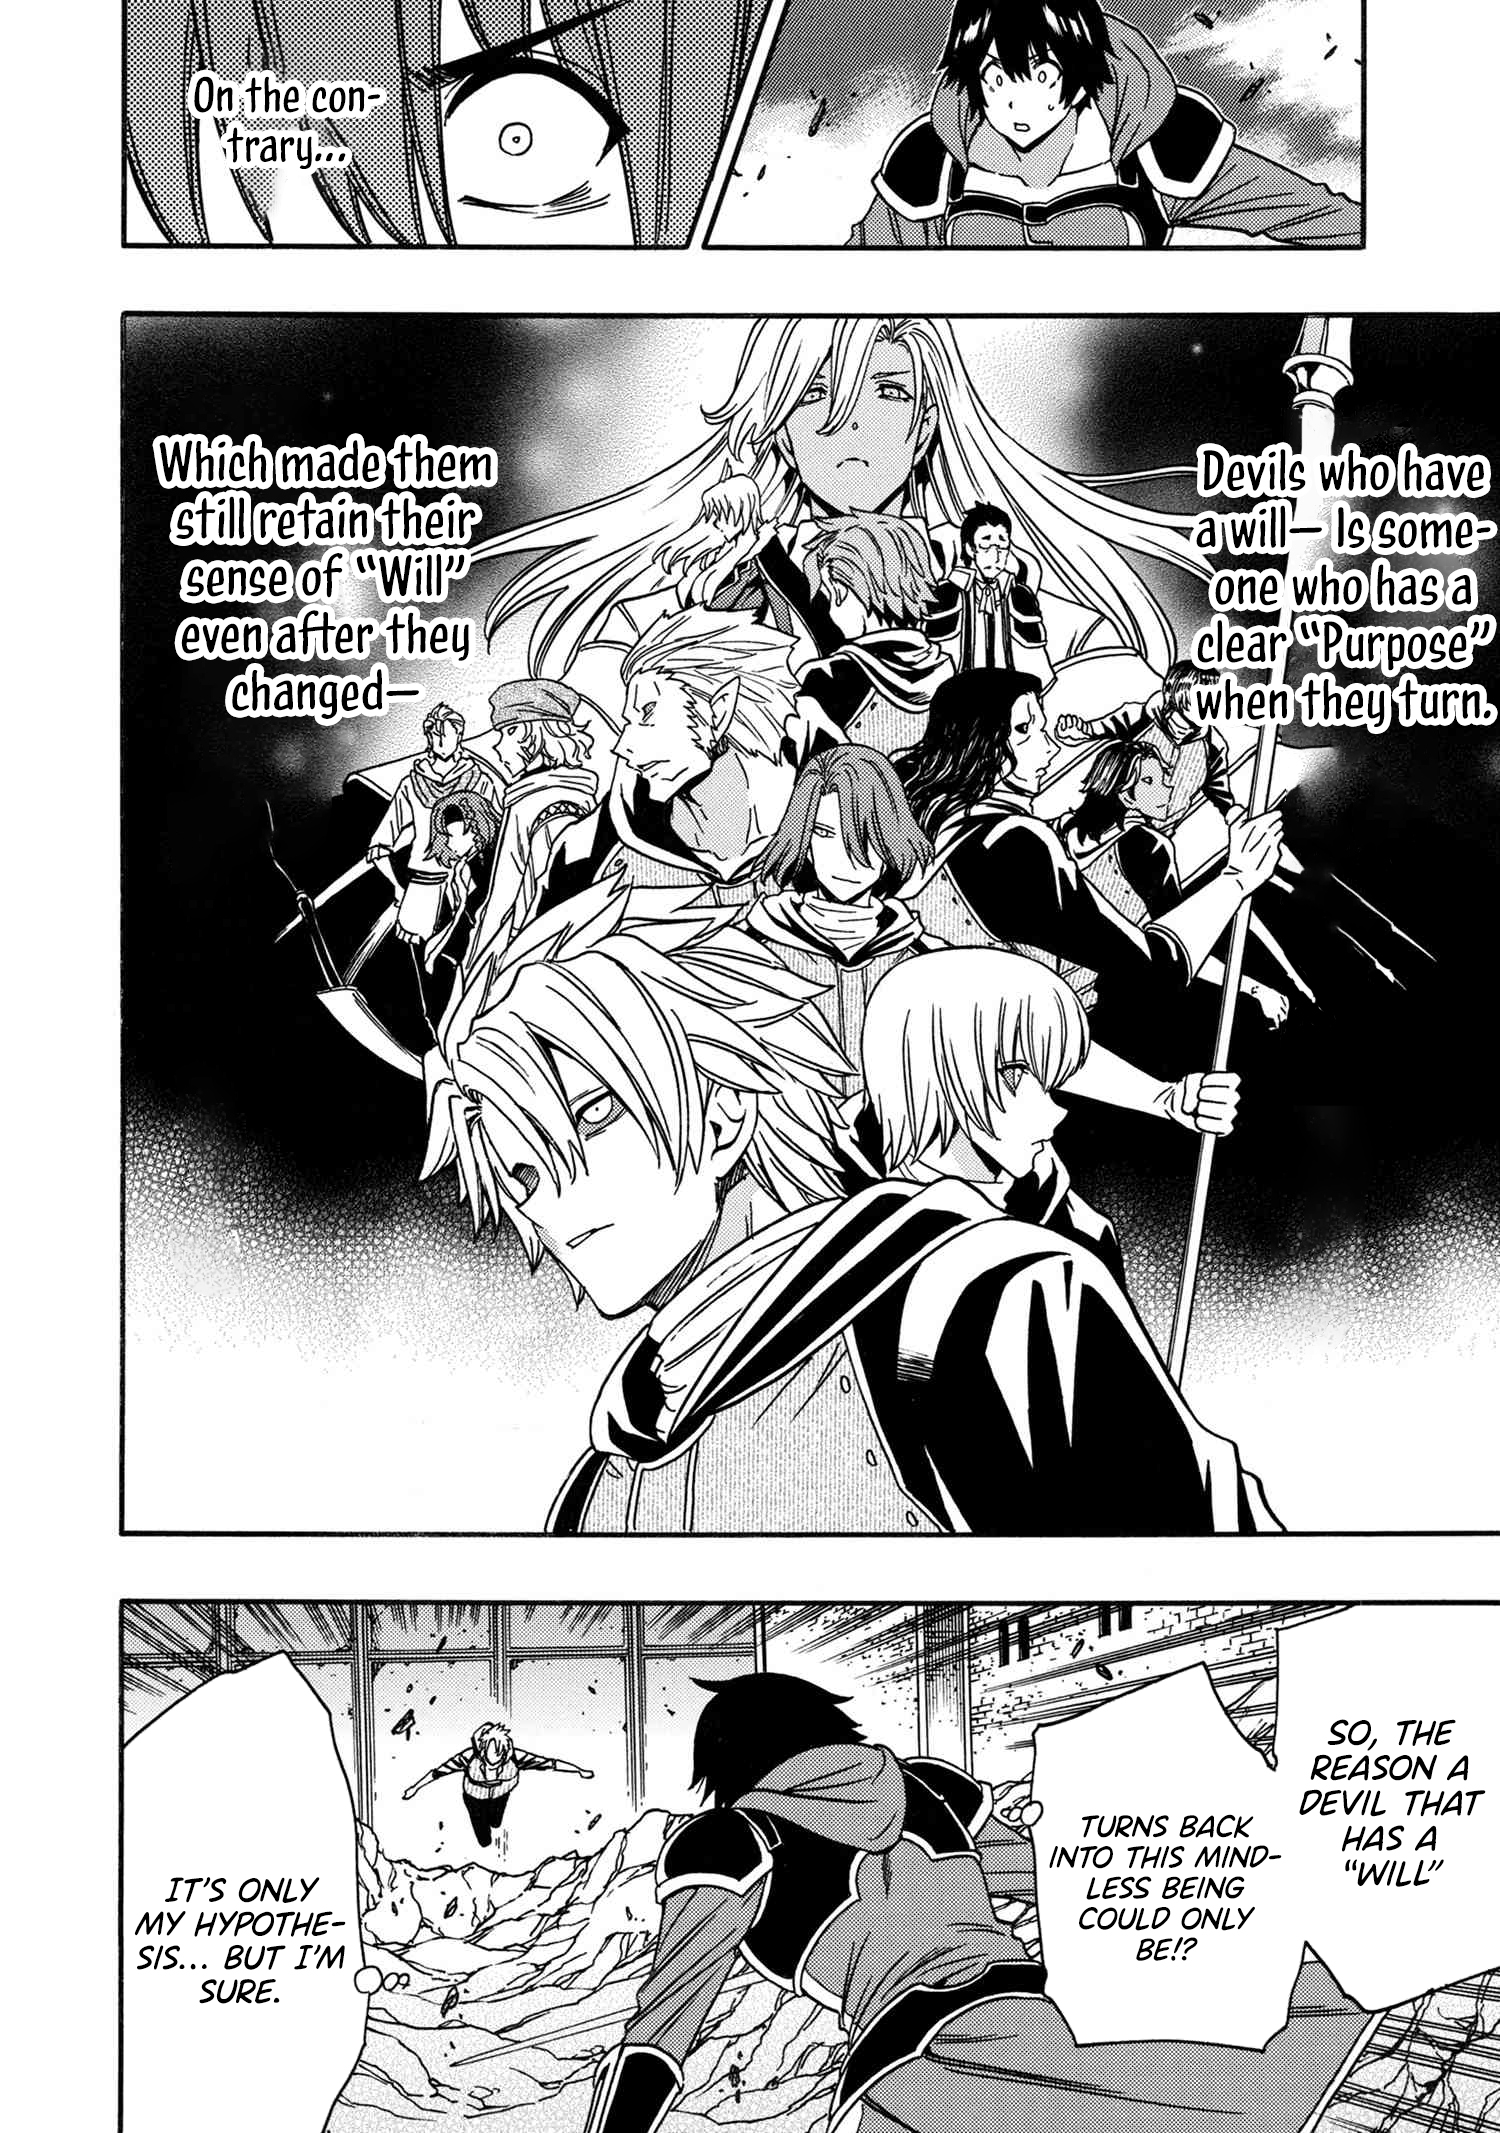 On the con-
trary...
Devils who have
a will— Is some-
one who has a
clear “Purpose”
when they turn.
Which made them
still retain their
sense of “Will”
even after they
changed—
SO, THE
REASON A
DEVIL THAT
HAS A
“WILL”
TURNS BACK
INTO THIS MIND-
LESS BEING
COULD ONLY
BE!?
IT'S ONLY
MY HYPOTHE-
SIS... BUT I'M
SURE.